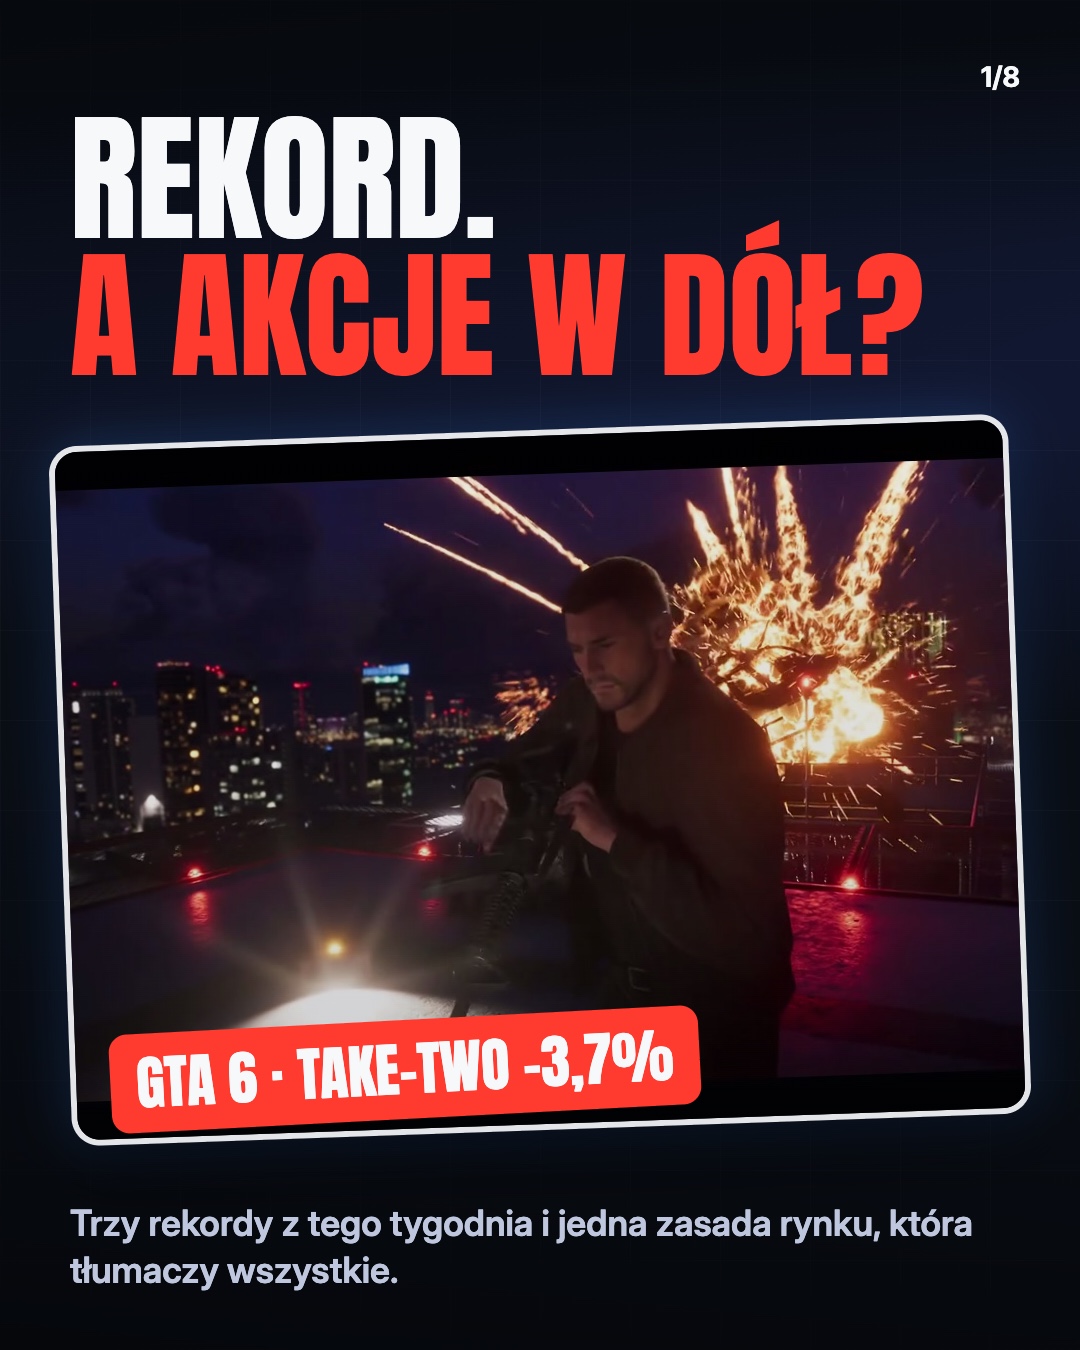 1/8
REKORD.
A AKCJE W DÓŁ?
GTA 6 · TAKE-TWO -3,7%
Trzy rekordy z tego tygodnia i jedna zasada rynku, która
tłumaczy wszystkie.